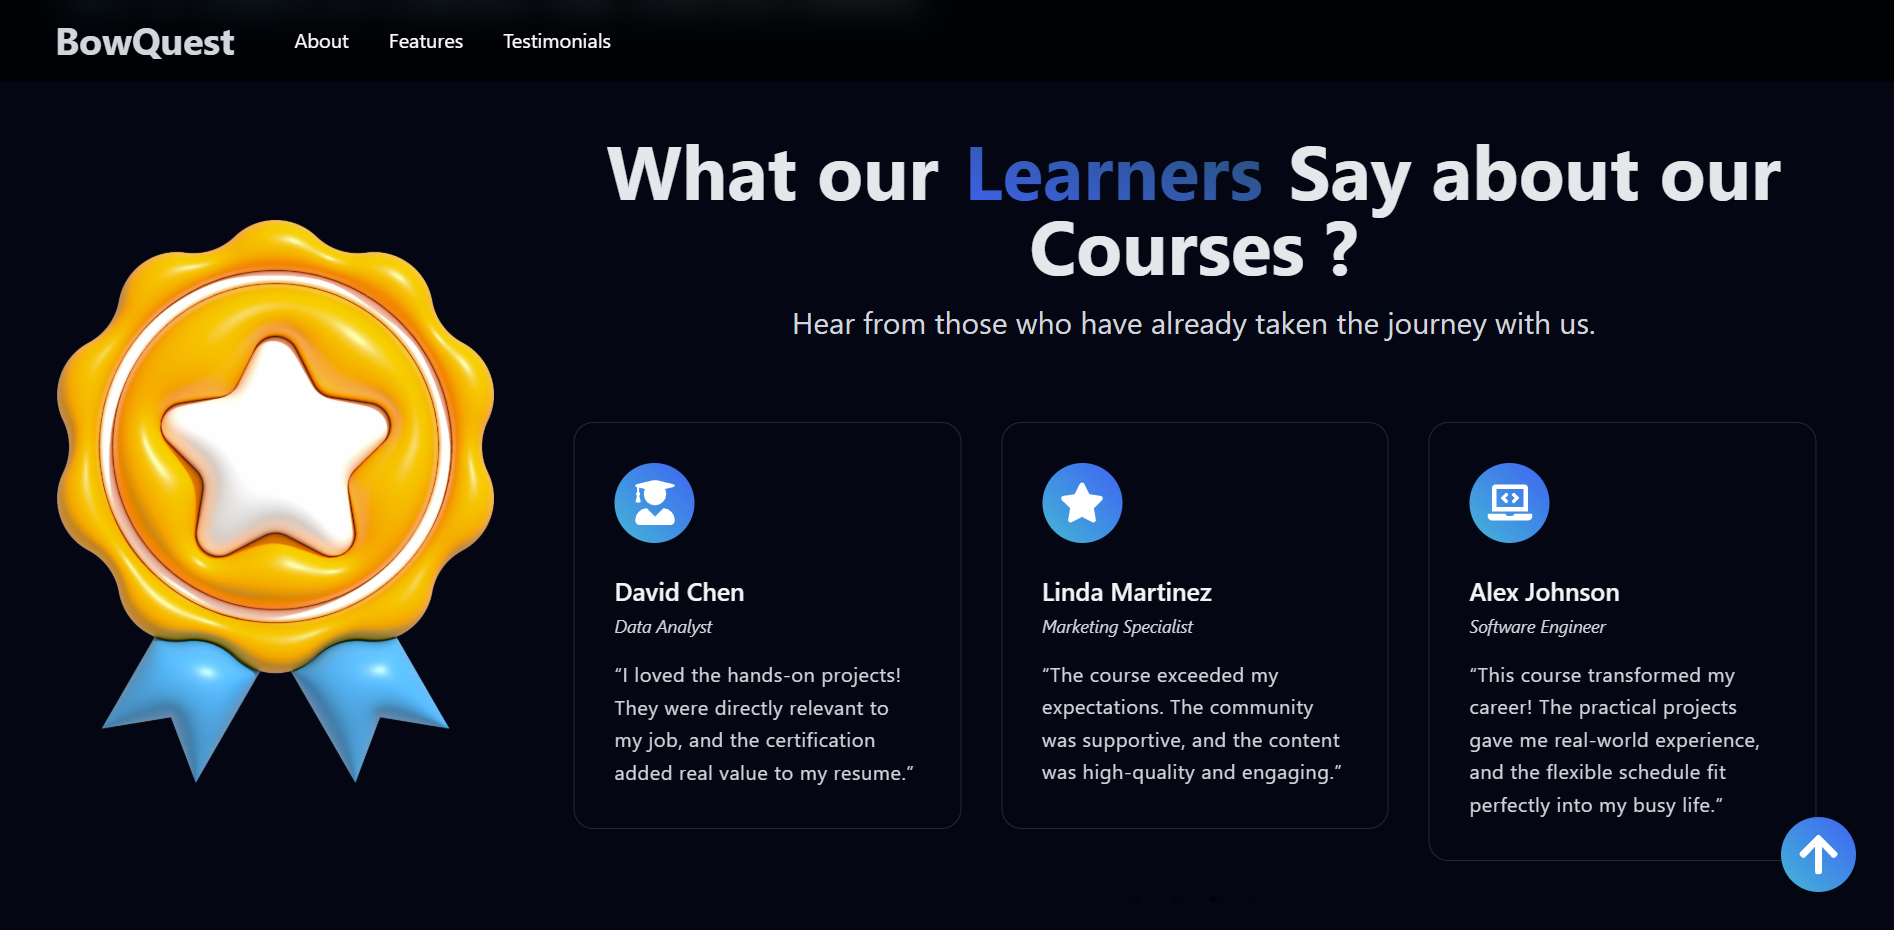 BowQuest
About
Features
Testimonials
What our Learners Say about our
Courses ?
Hear from those who have already taken the journey with us.
David Chen
Data Analyst
“I loved the hands-on projects!
They were directly relevant to
my job, and the certification
added real value to my resume.”
Linda Martinez
Marketing Specialist
“The course exceeded my
expectations. The community
was supportive, and the content
was high-quality and engaging.”
Alex Johnson
Software Engineer
“This course transformed my
career! The practical projects
gave me real-world experience,
and the flexible schedule fit
perfectly into my busy life.”